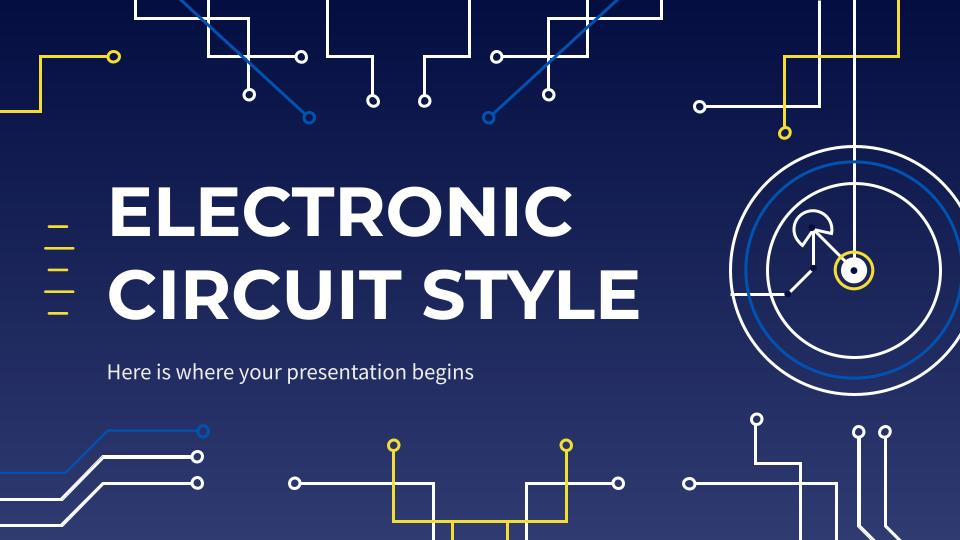 ELECTRONIC
CIRCUIT STYLE
Here is where your presentation begins